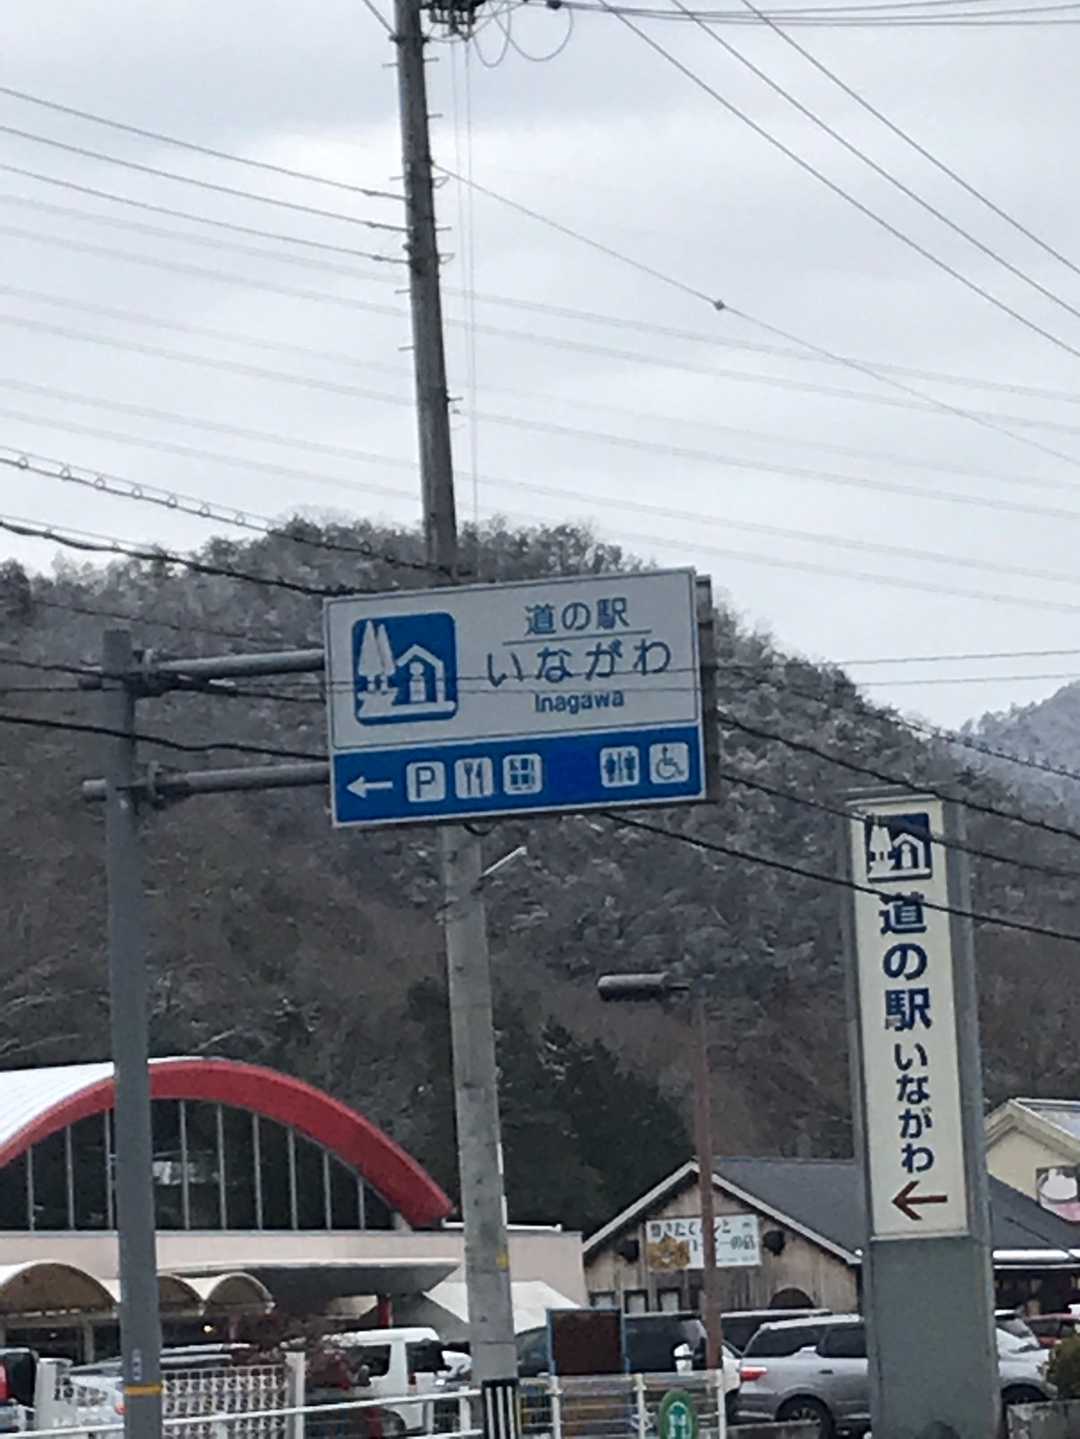 道の駅
いながわ
Inagawa
← P
道の駅いながわ
←